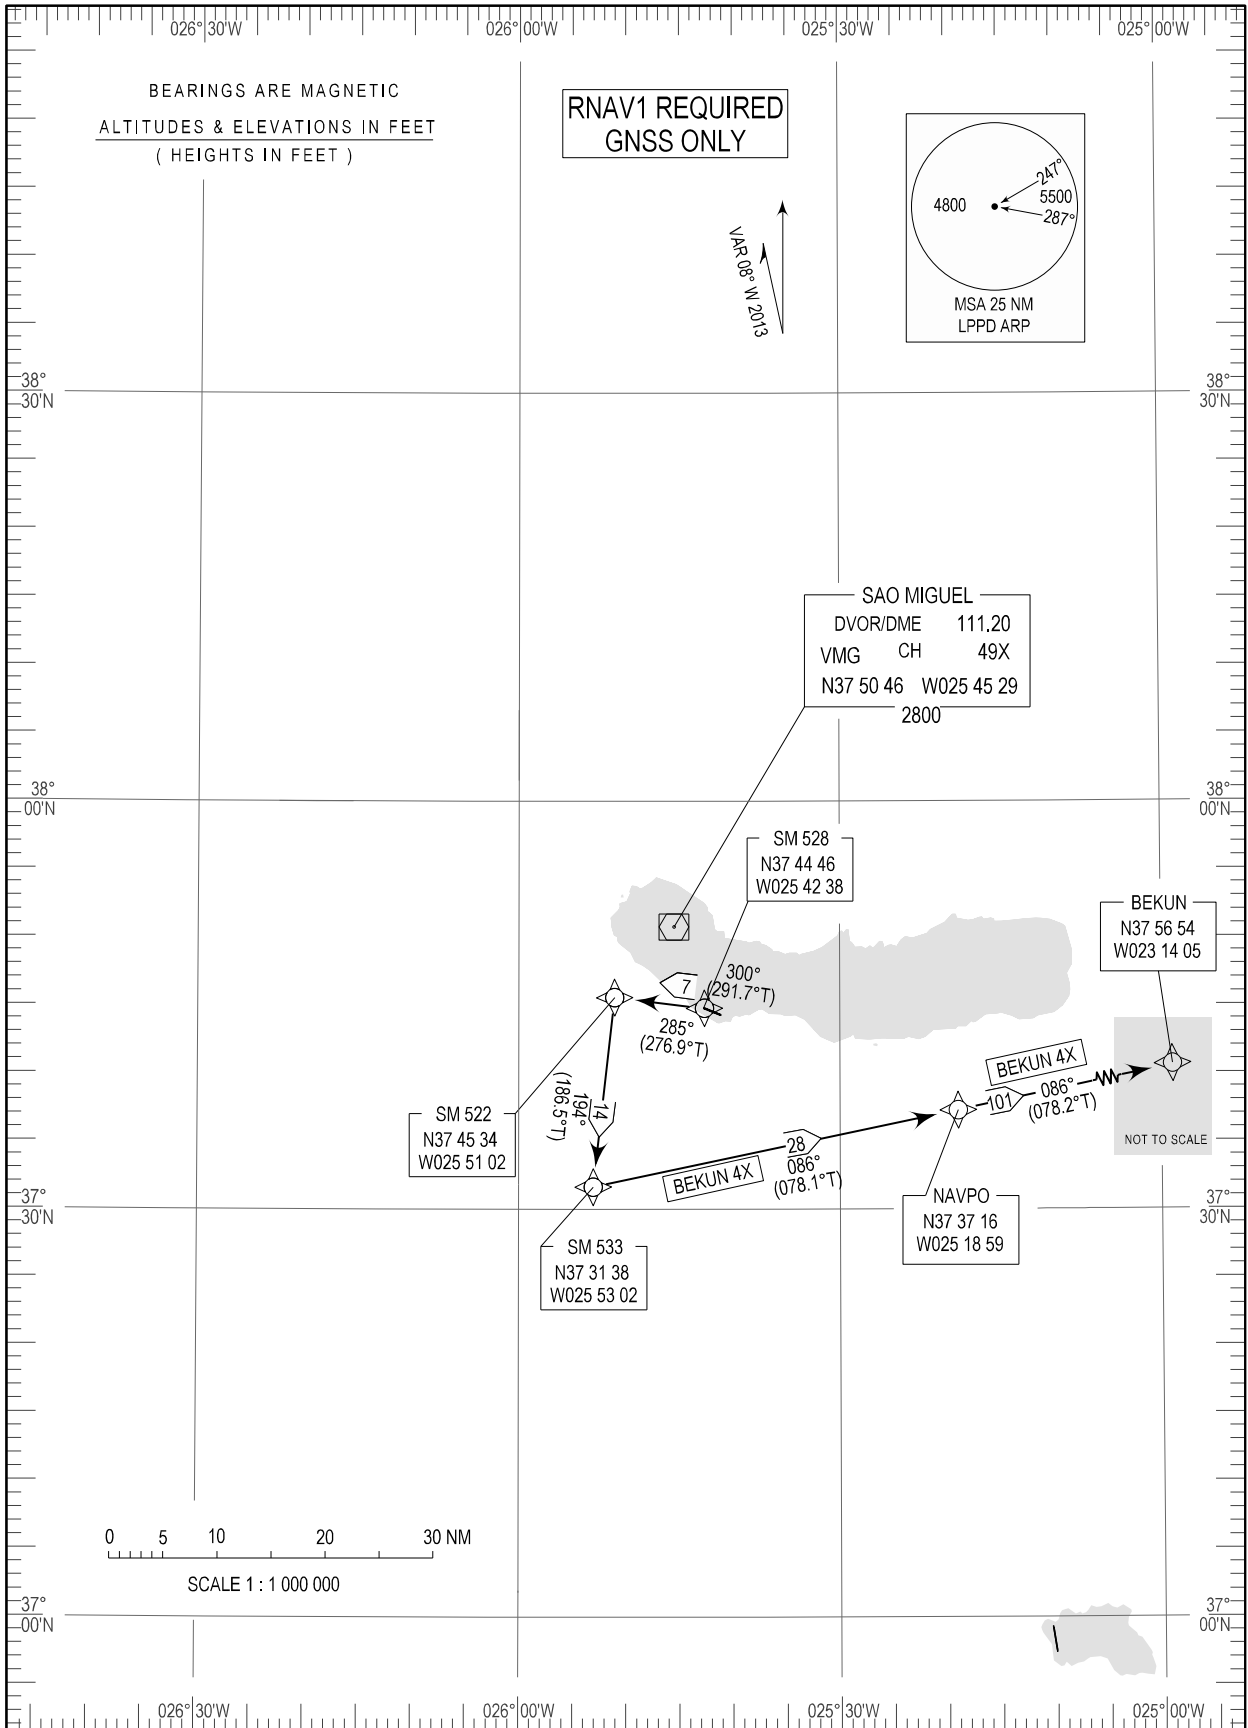 026°30'W
026°00'W
025°30'W
025°00'W
BEARINGS ARE MAGNETIC
ALTITUDES & ELEVATIONS IN FEET
( HEIGHTS IN FEET )
RNAV1 REQUIRED
GNSS ONLY
VAR 08° W 2013
247°
4800
5500
287°
MSA 25 NM
LPPD ARP
38°
30'N
38°
30'N
SAO MIGUEL
DVOR/DME 111.20
VMG CH 49X
N37 50 46 W025 45 29
2800
38°
00'N
38°
00'N
SM 528
N37 44 46
W025 42 38
BEKUN
N37 56 54
W023 14 05
300°
(291.7°T)
7
285°
(276.9°T)
BEKUN 4X
101
086°
(078.2°T)
NOT TO SCALE
14
194°
(186.5°T)
SM 522
N37 45 34
W025 51 02
28
086°
(078.1°T)
BEKUN 4X
NAVPO
N37 37 16
W025 18 59
37°
30'N
37°
30'N
SM 533
N37 31 38
W025 53 02
0 5 10 20 30 NM
SCALE 1 : 1 000 000
37°
00'N
37°
00'N
026°30'W
026°00'W
025°30'W
025°00'W